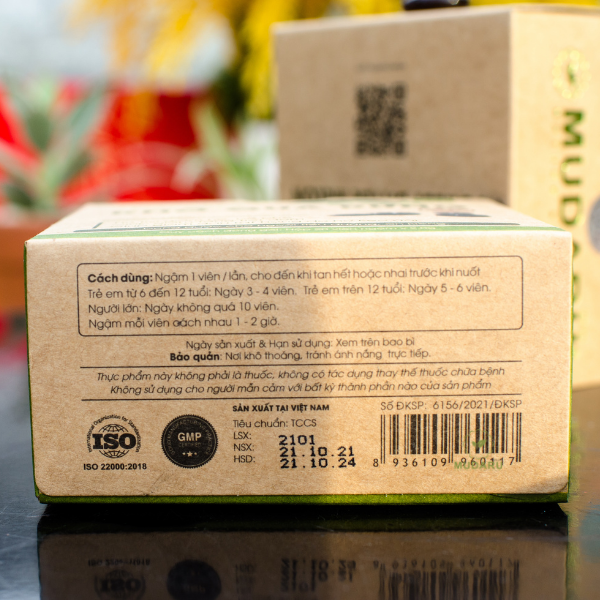 MUDA
Cách dùng: Ngậm 1 viên / lần, cho đến khi tan hết hoặc nhai trước khi nuốt
Trẻ em từ 6 đến 12 tuổi: Ngày 3 - 4 viên. Trẻ em trên 12 tuổi: Ngày 5 - 6 viên.
Người lớn: Ngày không quá 10 viên.
Ngậm mỗi viên cách nhau 1 - 2 giờ.
Ngày sản xuất & Hạn sử dụng: Xem trên bao bì
Bảo quản: Nơi khô thoáng, tránh ánh nắng trực tiếp.
Thực phẩm này không phải là thuốc, không có tác dụng thay thế thuốc chữa bệnh
Không sử dụng cho người mẫn cảm với bất kỳ thành phần nào của sản phẩm
International Organization for Standardization
ISO
ISO 22000:2018
GMP
SẢN XUẤT TẠI VIỆT NAM
Tiêu chuẩn: TCCS
LSX: 2101
NSX: 21.10.21
HSD: 21.10.24
Số ĐKSP: 6156/2021/ĐKSP
8 936109 960117